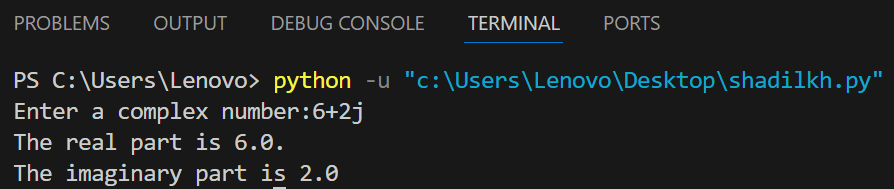 PROBLEMS OUTPUT DEBUG CONSOLE TERMINAL PORTS
PS C:\Users\Lenovo> python -u "c:\Users\Lenovo\Desktop\shadilkh.py"
Enter a complex number:6+2j
The real part is 6.0.
The imaginary part is 2.0